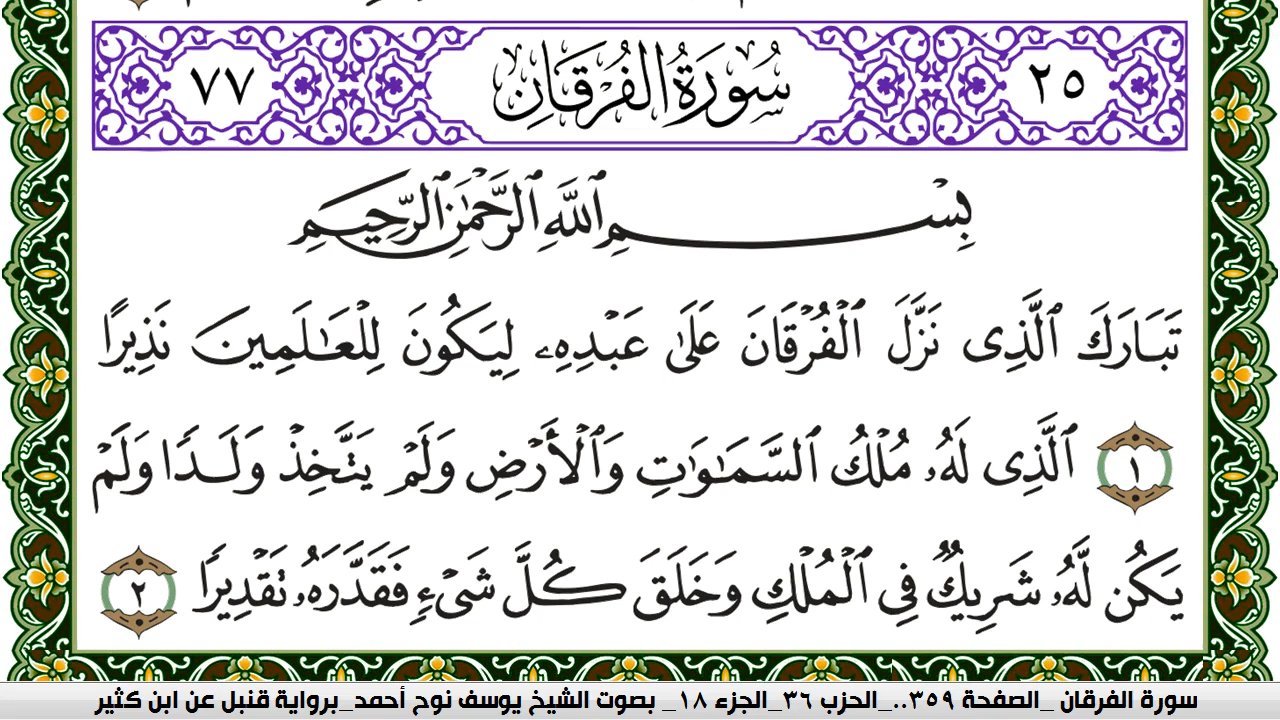 ٢٥ سُورَةُ الفُرْقَانِ ٧٧
بِسْمِ ٱللَّهِ ٱلرَّحْمَٰنِ ٱلرَّحِيمِ
تَبَارَكَ ٱلَّذِى نَزَّلَ ٱلْفُرْقَانَ عَلَىٰ عَبْدِهِۦ لِيَكُونَ لِلْعَٰلَمِينَ نَذِيرًا
١ ٱلَّذِى لَهُۥ مُلْكُ ٱلسَّمَٰوَٰتِ وَٱلْأَرْضِ وَلَمْ يَتَّخِذْ وَلَدًا وَلَمْ
يَكُن لَّهُۥ شَرِيكٌ فِى ٱلْمُلْكِ وَخَلَقَ كُلَّ شَىْءٍ فَقَدَّرَهُۥ تَقْدِيرًا ٢
سورة الفرقان _الصفحة ٣٥٩.._الحزب ٣٦_الجزء ١٨_ بصوت الشيخ يوسف نوح أحمد_برواية قنبل عن ابن كثير